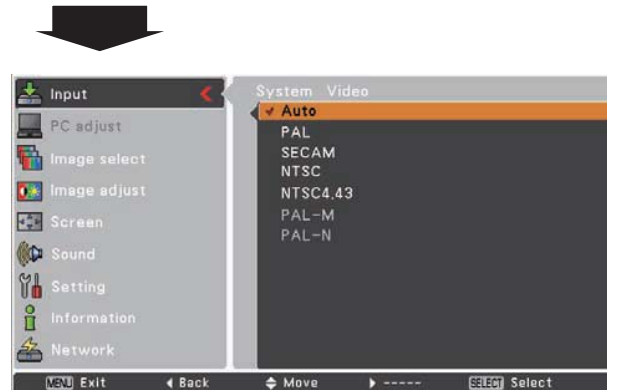 Input
PC adjust
Image select
Image adjust
Screen
Sound
Setting
Information
Network
System Video
Auto
PAL
SECAM
NTSC
NTSC4.43
PAL-M
PAL-N
MENU Exit Back Move ----- SELECT Select